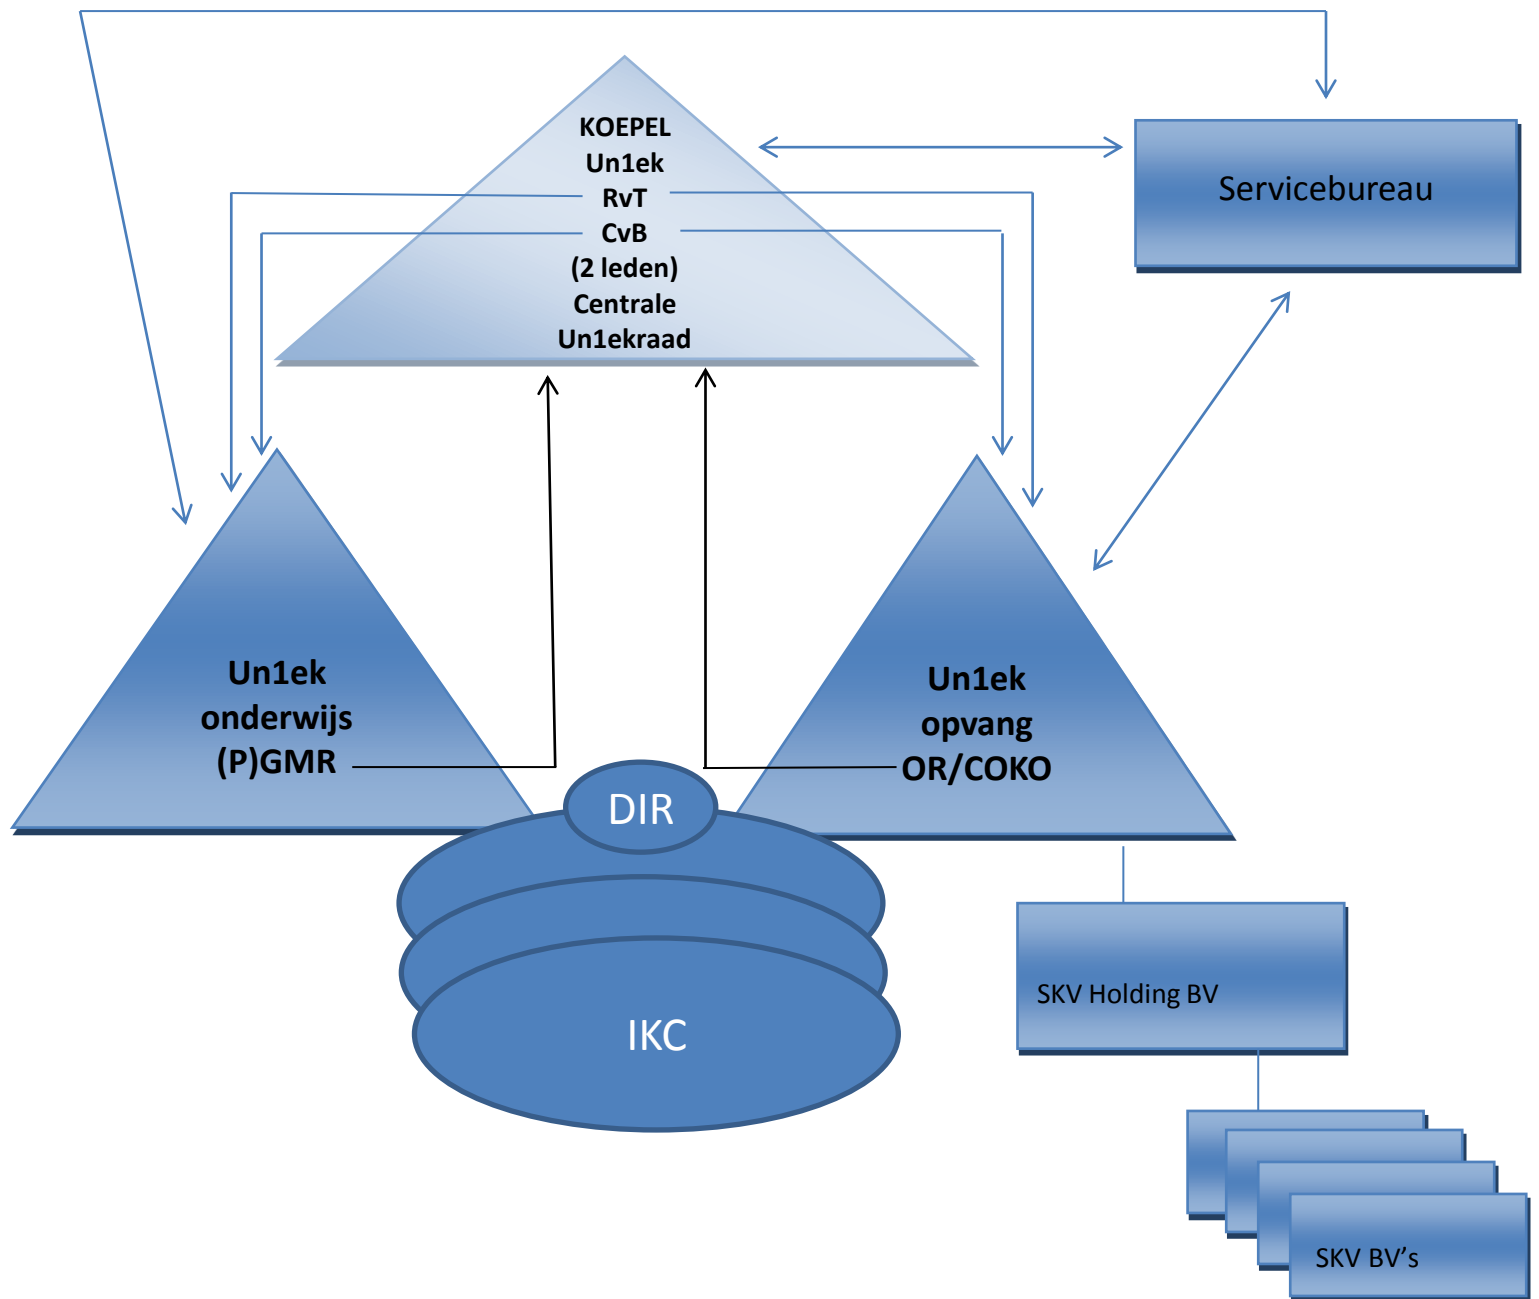 KOEPEL
Un1ek
RvT
CvB
(2 leden)
Centrale
Un1ekraad
Servicebureau
Un1ek
onderwijs
(P)GMR
Un1ek
opvang
OR/COKO
DIR
IKC
SKV Holding BV
SKV BV’s